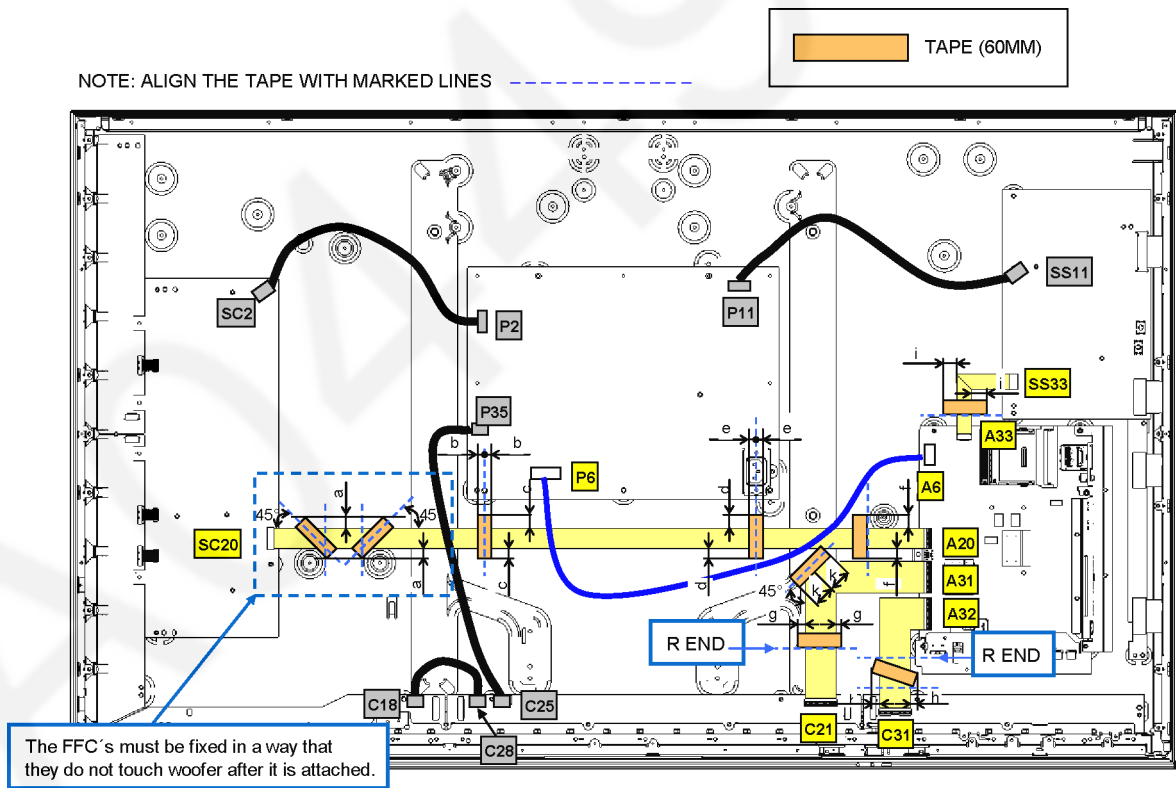 TAPE (60MM)
NOTE: ALIGN THE TAPE WITH MARKED LINES
SC2
P2
P11
SS11
i
i
SS33
P35
A33
b
b
e
e
a
c
P6
d
f
A6
45°
45
SC20
A20
a
c
d
k
k
f
A31
45°
A32
g
g
R END
R END
h
C18
C25
C21
C31
C28
The FFC´s must be fixed in a way that
they do not touch woofer after it is attached.